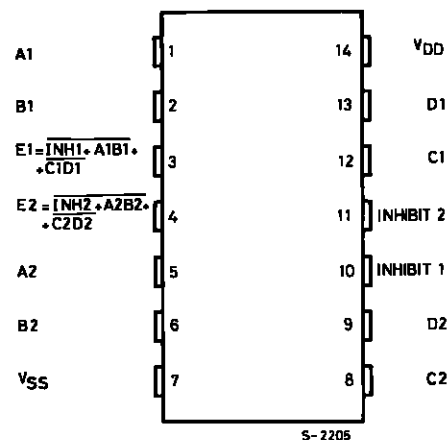 A1 1 14 VDD
B1 2 13 D1
E1=INH1+A1B1+
+C1D1 3 12 C1
E2=INH2+A2B2+
+C2D2 4 11 INHIBIT 2
A2 5 10 INHIBIT 1
B2 6 9 D2
VSS 7 8 C2
S-2205